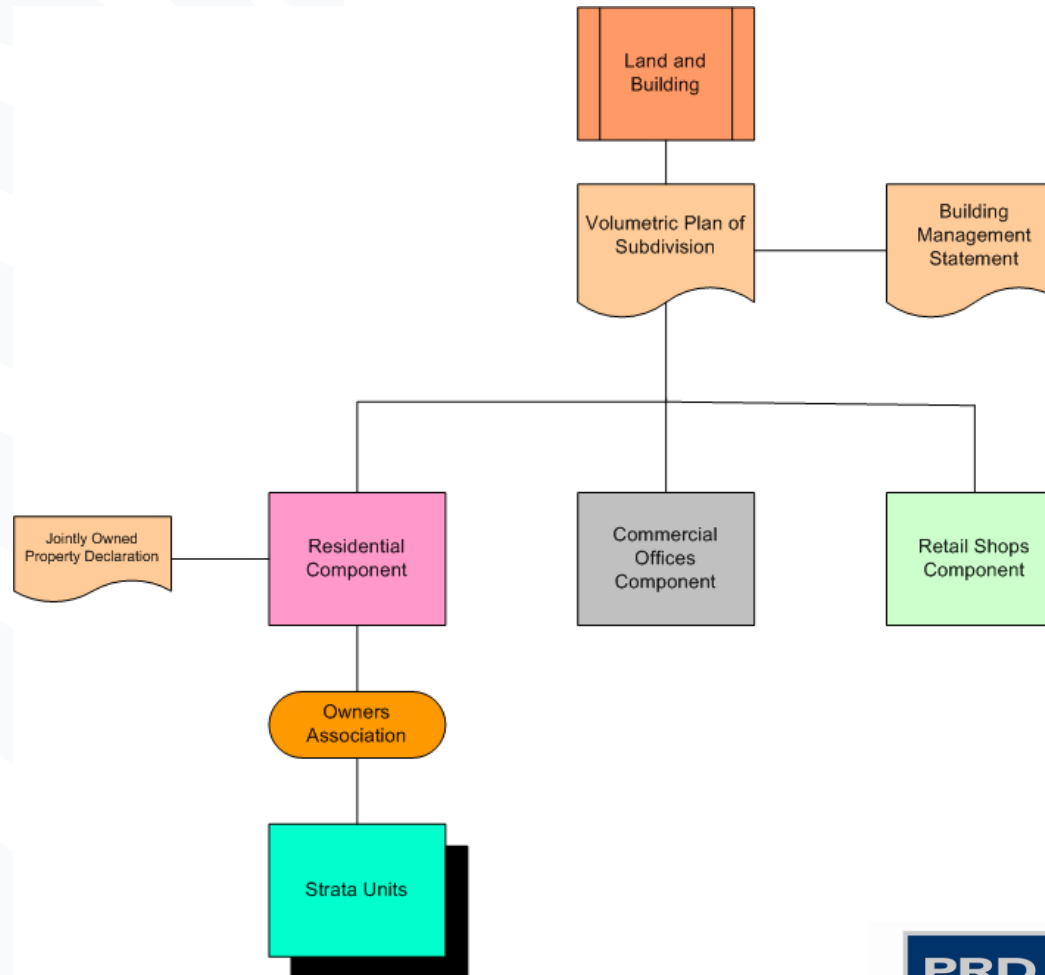 Land and
Building
Volumetric Plan of
Subdivision
Building
Management
Statement
Jointly Owned
Property Declaration
Residential
Component
Commercial
Offices
Component
Retail Shops
Component
Owners
Association
Strata Units
PRD